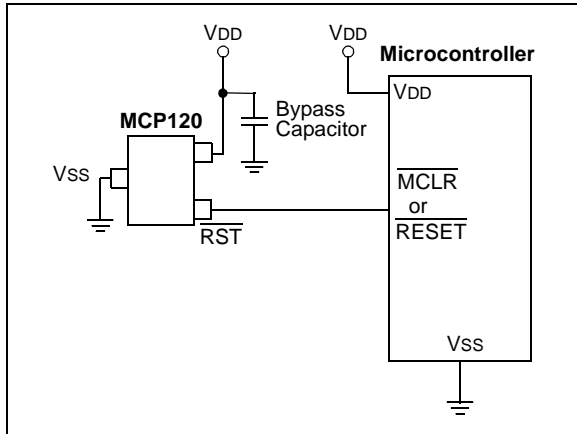 VDD
VDD
Microcontroller
VDD
Bypass
Capacitor
MCP120
VSS
MCLR
or
RESET
RST
VSS